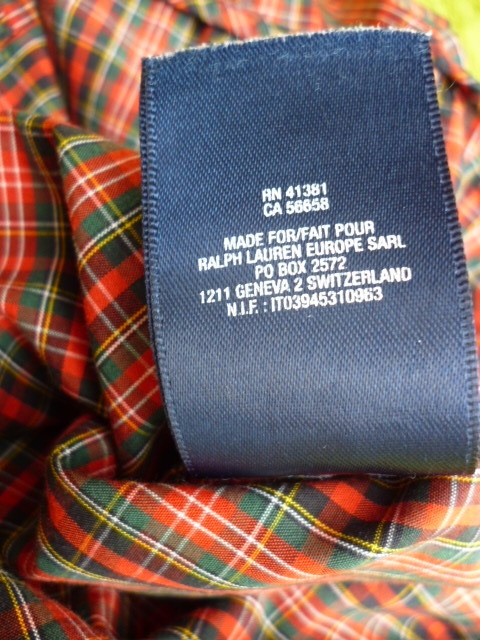 RN 41381
CA 56658
MADE FOR/FAIT POUR
RALPH LAUREN EUROPE SARL
PO BOX 2572
1211 GENEVA 2 SWITZERLAND
N.I.F. : IT03945310963